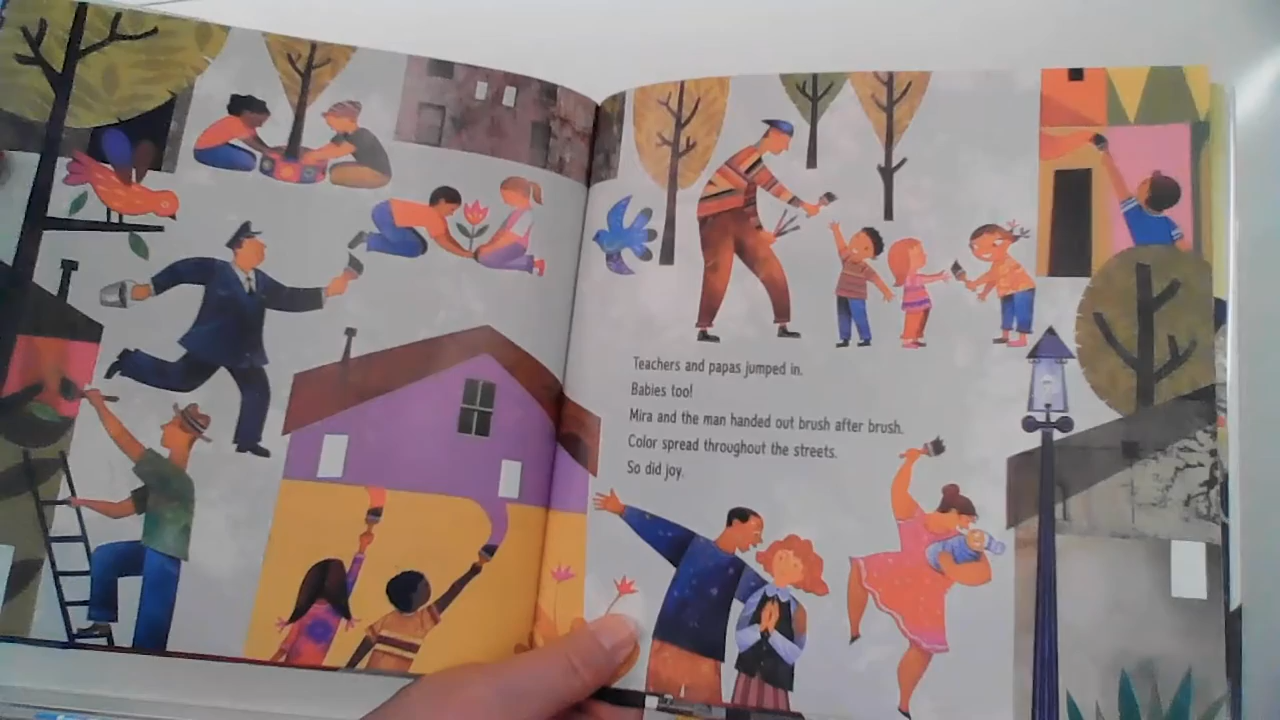 Teachers and papas jumped in.
Babies too!
Mira and the man handed out brush after brush.
Color spread throughout the streets.
So did joy.